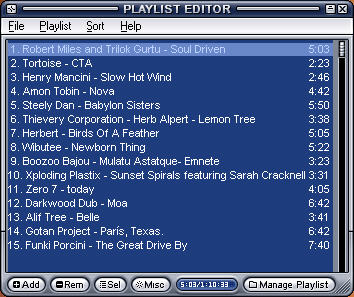 PLAYLIST EDITOR
File Playlist Sort Help
1. Robert Miles and Trilok Gurtu - Soul Driven 5:03
2. Tortoise - CTA 2:23
3. Henry Mancini - Slow Hot Wind 2:46
4. Amon Tobin - Nova 4:42
5. Steely Dan - Babylon Sisters 5:50
6. Thievery Corporation - Herb Alpert - Lemon Tree 3:38
7. Herbert - Birds Of A Feather 5:05
8. Wibutee - Newborn Thing 5:22
9. Boozoo Bajou - Mulatu Astatque- Emnete 3:23
10. Xploding Plastix - Sunset Spirals featuring Sarah Cracknell 3:31
11. Zero 7 - today 4:05
12. Darkwood Dub - Moa 6:42
13. Alif Tree - Belle 3:41
14. Gotan Project - París, Texas. 6:42
15. Funki Porcini - The Great Drive By 7:40
Add Rem Sel Misc 5:03/1:10:33 Manage Playlist